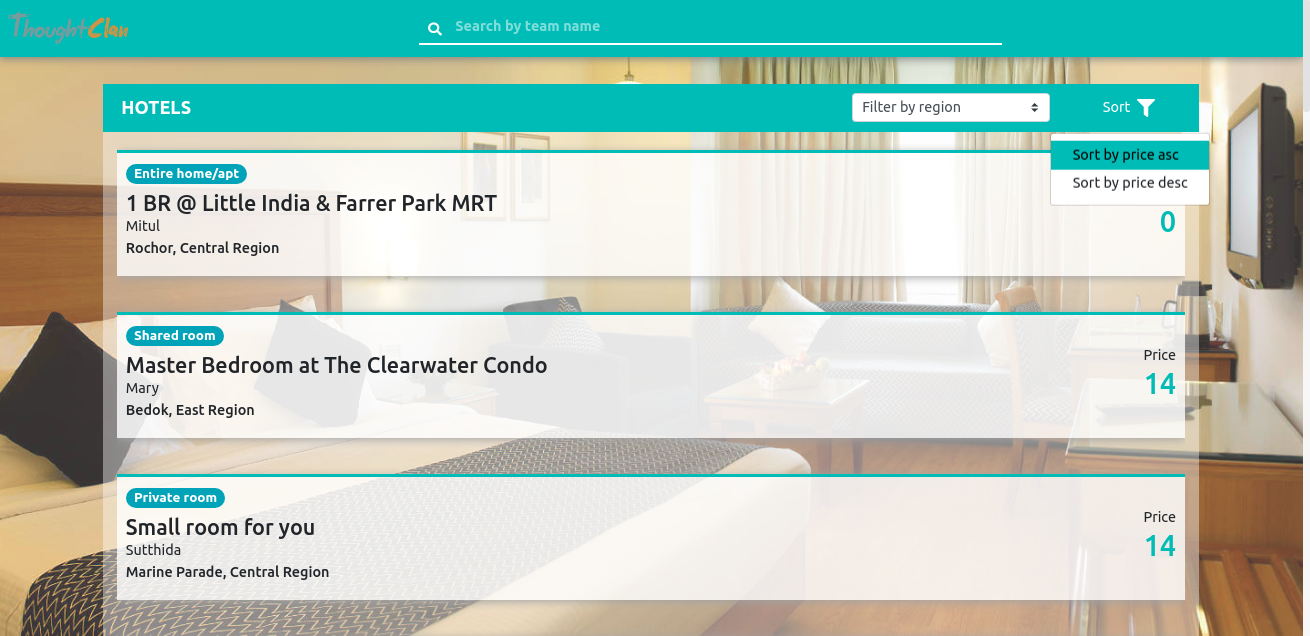 ThoughtClan
Search by team name
HOTELS
Filter by region
Sort
Sort by price asc
Sort by price desc
Entire home/apt
1 BR @ Little India & Farrer Park MRT
Mitul
Rochor, Central Region
0
Shared room
Master Bedroom at The Clearwater Condo
Mary
Bedok, East Region
Price
14
Private room
Small room for you
Sutthida
Marine Parade, Central Region
Price
14